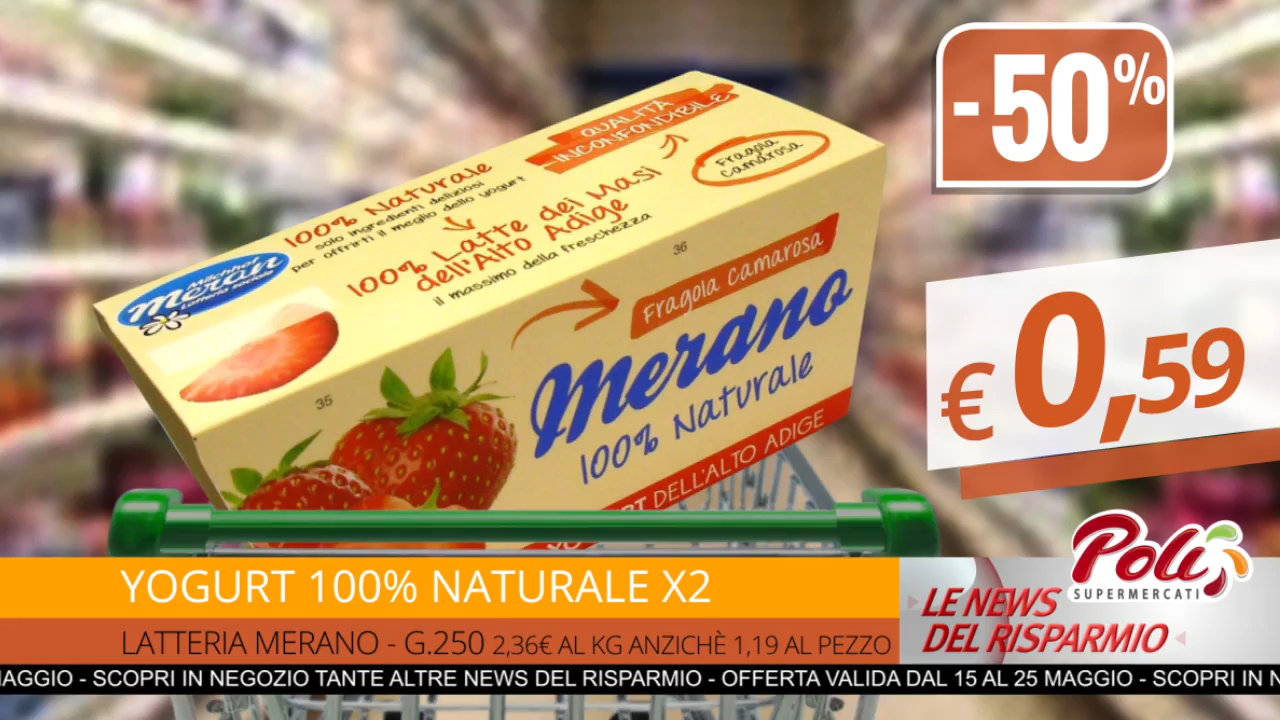 -50%
QUALITÀ
INCONFONDIBILE
100% Naturale
solo ingredienti deliziosi
per offrirti il meglio dello yogurt
Fragola
camarosa
100% Latte dei Masi
dell'Alto Adige
il massimo della freschezza
Milchhof
meran
Latteria sociale
36
Fragola camarosa
35
Merano
100% Naturale
DELL'ALTO ADIGE
€ 0,59
Poli
SUPERMERCATI
YOGURT 100% NATURALE X2
LE NEWS
DEL RISPARMIO
LATTERIA MERANO - G.250 2,36€ AL KG ANZICHÈ 1,19 AL PEZZO
MAGGIO - SCOPRI IN NEGOZIO TANTE ALTRE NEWS DEL RISPARMIO - OFFERTA VALIDA DAL 15 AL 25 MAGGIO - SCOPRI IN N